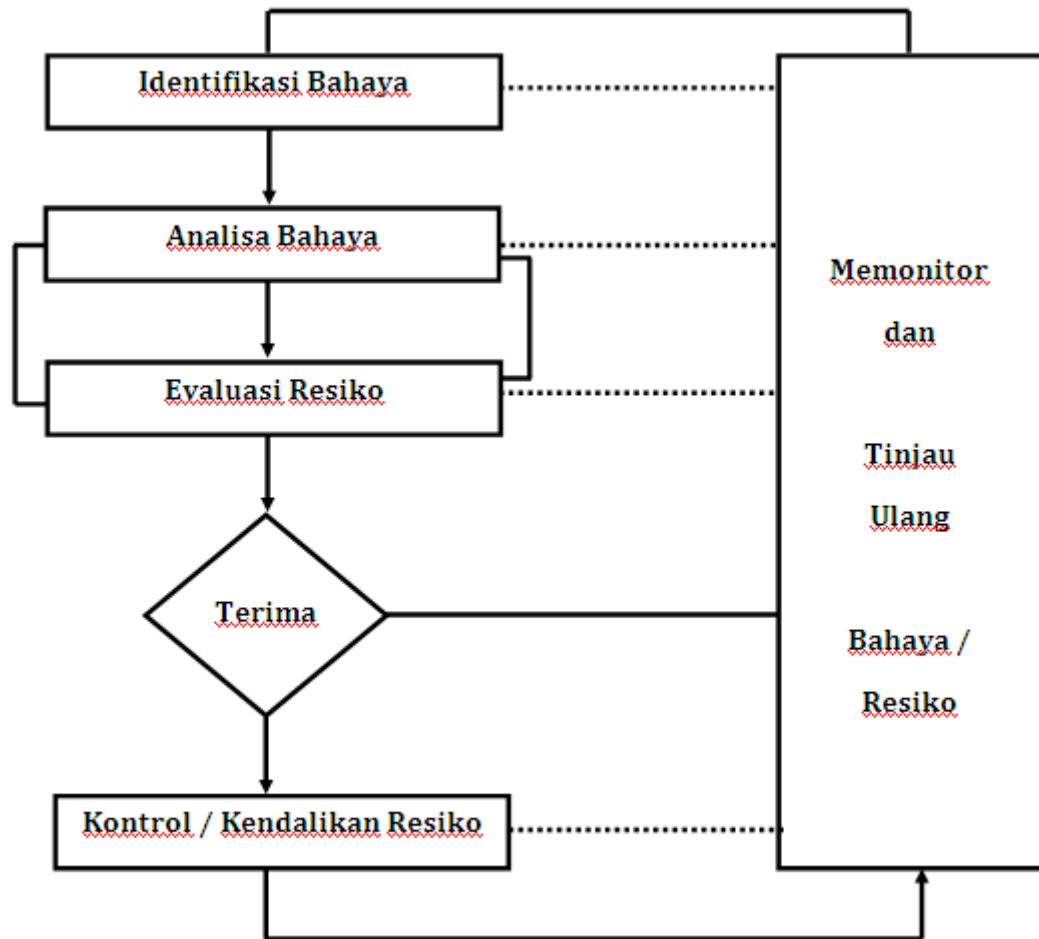 Identifikasi Bahaya
Analisa Bahaya
Evaluasi Resiko
Terima
Kontrol / Kendalikan Resiko
Memonitor
dan
Tinjau
Ulang
Bahaya /
Resiko